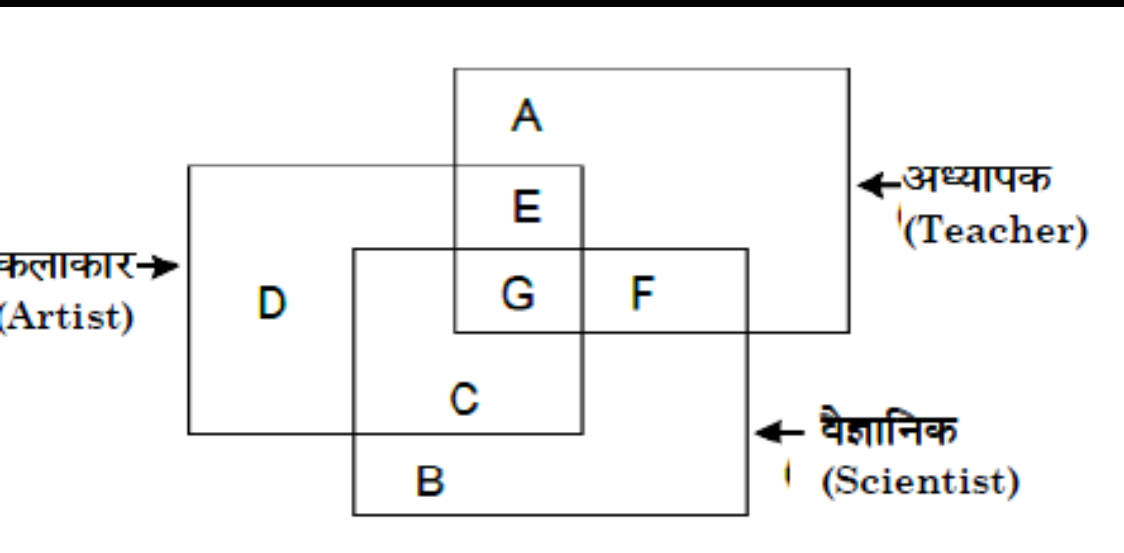 A
E
अध्यापक
(Teacher)
कलाकार
(Artist)
D
G
F
C
B
वैज्ञानिक
(Scientist)